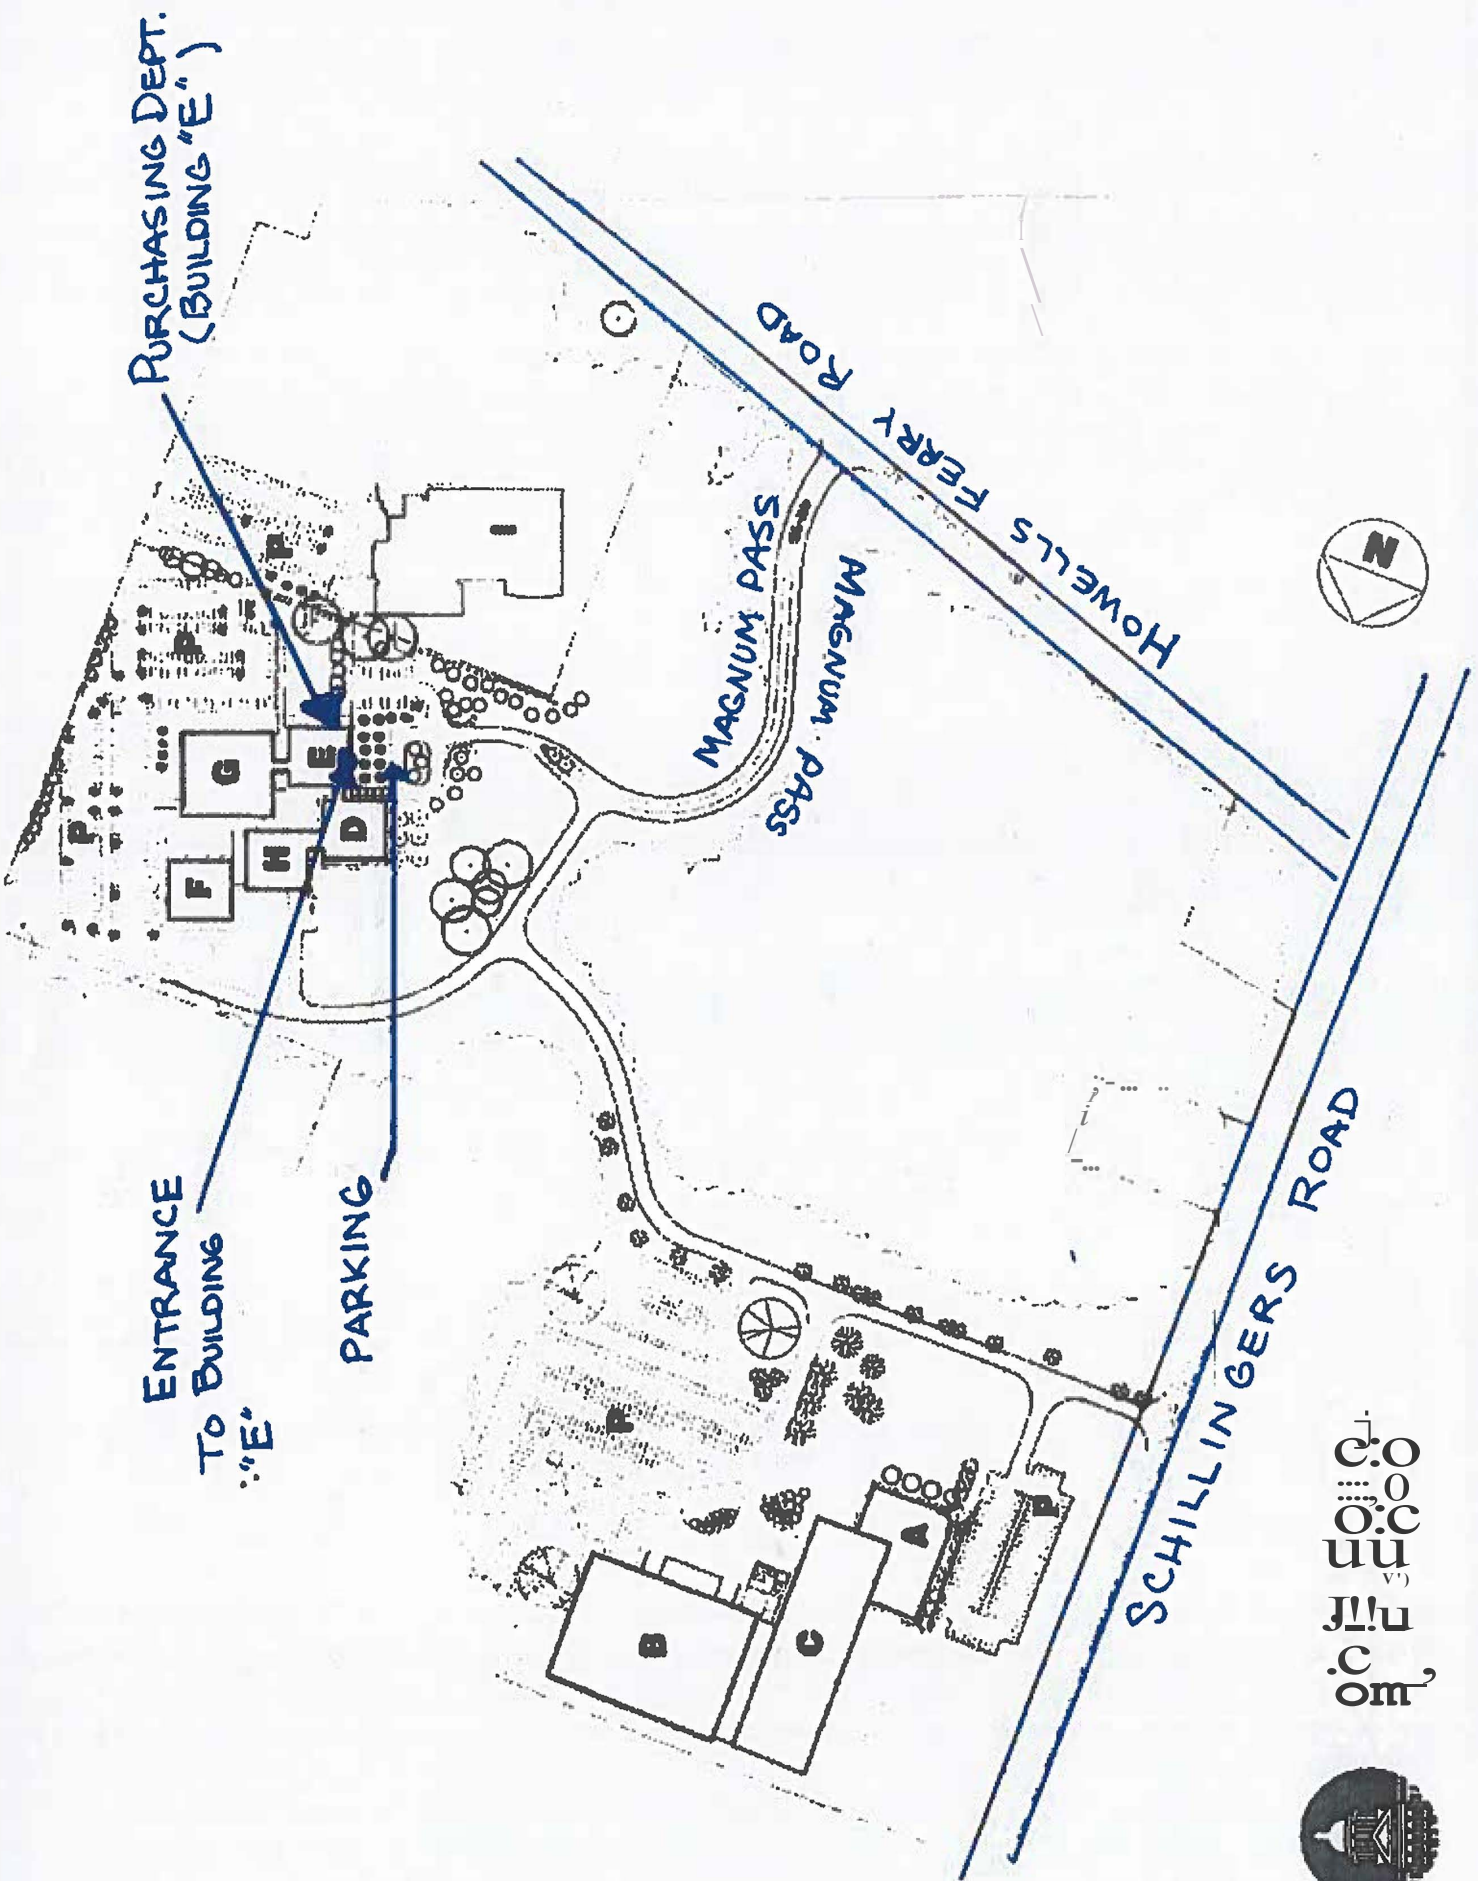 PURCHASING DEPT.
(BUILDING "E")
ENTRANCE
TO BUILDING
"E"
PARKING
P
P
P
G
E
D
H
F
I
MAGNUM PASS
MAGNUM PASS
HOWELLS FERRY ROAD
N
P
B
C
A
P
SCHILLINGERS ROAD